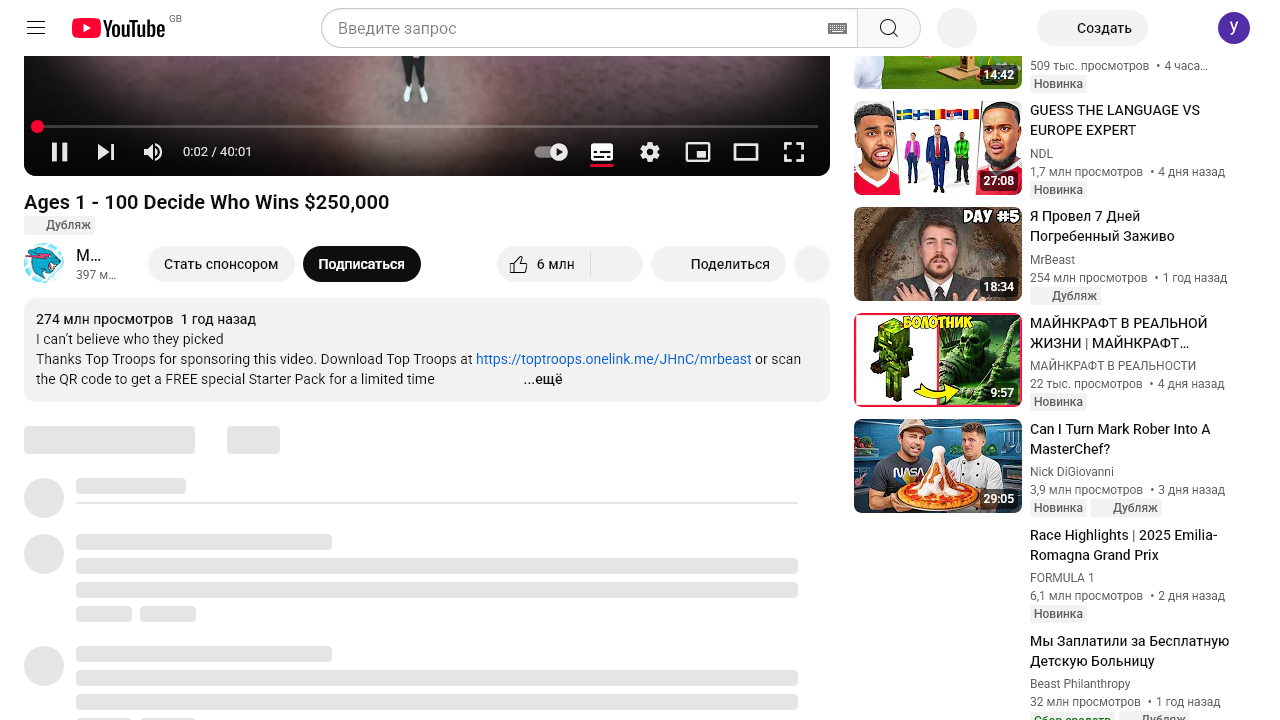 YouTube GB
Введите запрос
Создать
y
0:02 / 40:01
Ages 1 - 100 Decide Who Wins $250,000
Дубляж
M...
397 м...
Стать спонсором
Подписаться
6 млн
Поделиться
274 млн просмотров 1 год назад
I can't believe who they picked
Thanks Top Troops for sponsoring this video. Download Top Troops at https://toptroops.onelink.me/JHnC/mrbeast or scan
the QR code to get a FREE special Starter Pack for a limited time
...ещё
14:42
509 тыс. просмотров • 4 часа...
Новинка
27:08
GUESS THE LANGUAGE VS
EUROPE EXPERT
NDL
1,7 млн просмотров • 4 дня назад
Новинка
DAY #5
18:34
Я Провел 7 Дней
Погребенный Заживо
MrBeast
254 млн просмотров • 1 год назад
Дубляж
БОЛОТНИК
9:57
МАЙНКРАФТ В РЕАЛЬНОЙ
ЖИЗНИ | МАЙНКРАФТ...
МАЙНКРАФТ В РЕАЛЬНОСТИ
22 тыс. просмотров • 4 дня назад
Новинка
NASA
29:05
Can I Turn Mark Rober Into A
MasterChef?
Nick DiGiovanni
3,9 млн просмотров • 3 дня назад
Новинка Дубляж
Race Highlights | 2025 Emilia-
Romagna Grand Prix
FORMULA 1
6,1 млн просмотров • 2 дня назад
Новинка
Мы Заплатили за Бесплатную
Детскую Больницу
Beast Philanthropy
32 млн просмотров • 1 год назад
Сбор средств Дубляж